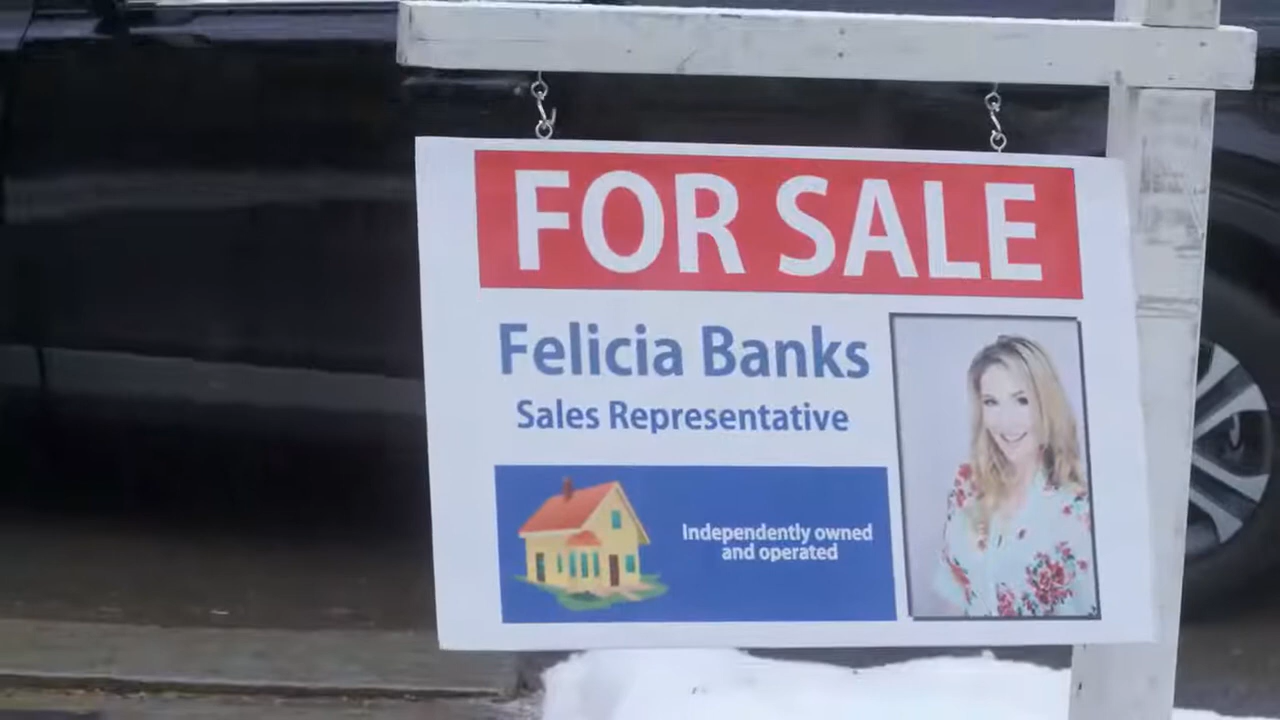 FOR SALE
Felicia Banks
Sales Representative
Independently owned
and operated